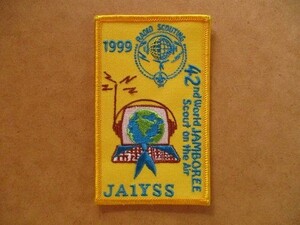 1999
RADIO SCOUTING
42nd World JAMBOREE
Scout on the Air
JA1YSS